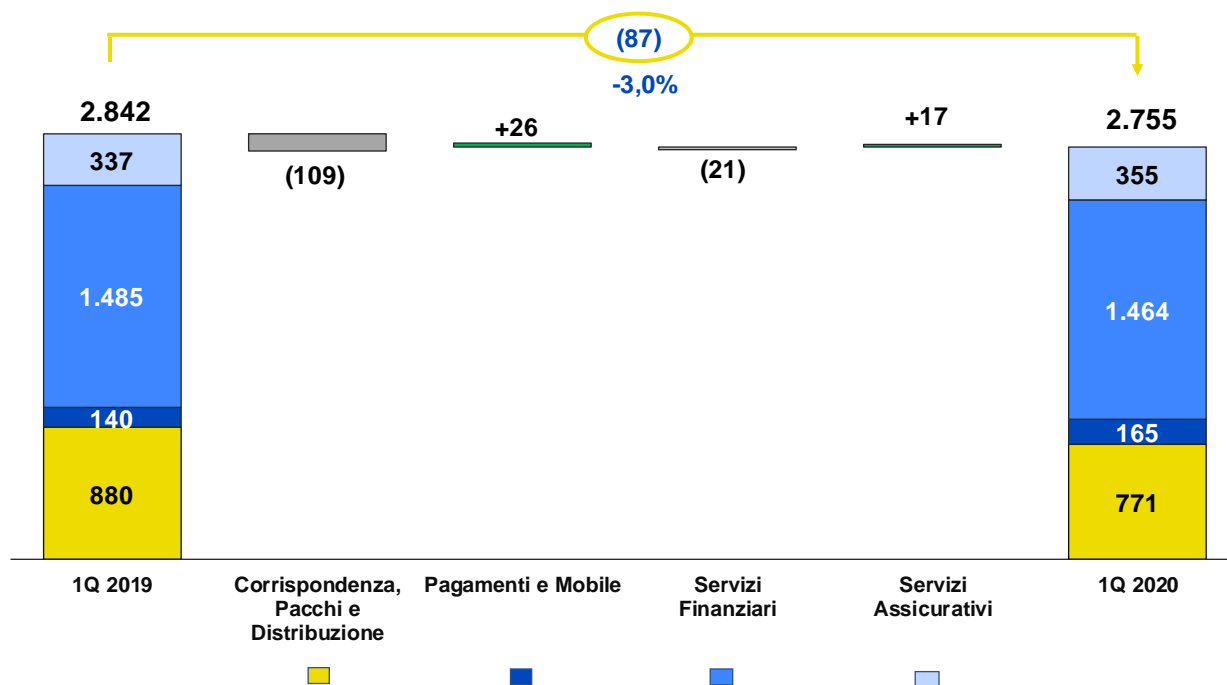 (87)
-3,0%
2.842
+26
+17
2.755
337
(109)
(21)
355
1.485
1.464
140
165
880
771
1Q 2019
Corrispondenza,
Pacchi e
Distribuzione
Pagamenti e Mobile
Servizi
Finanziari
Servizi
Assicurativi
1Q 2020